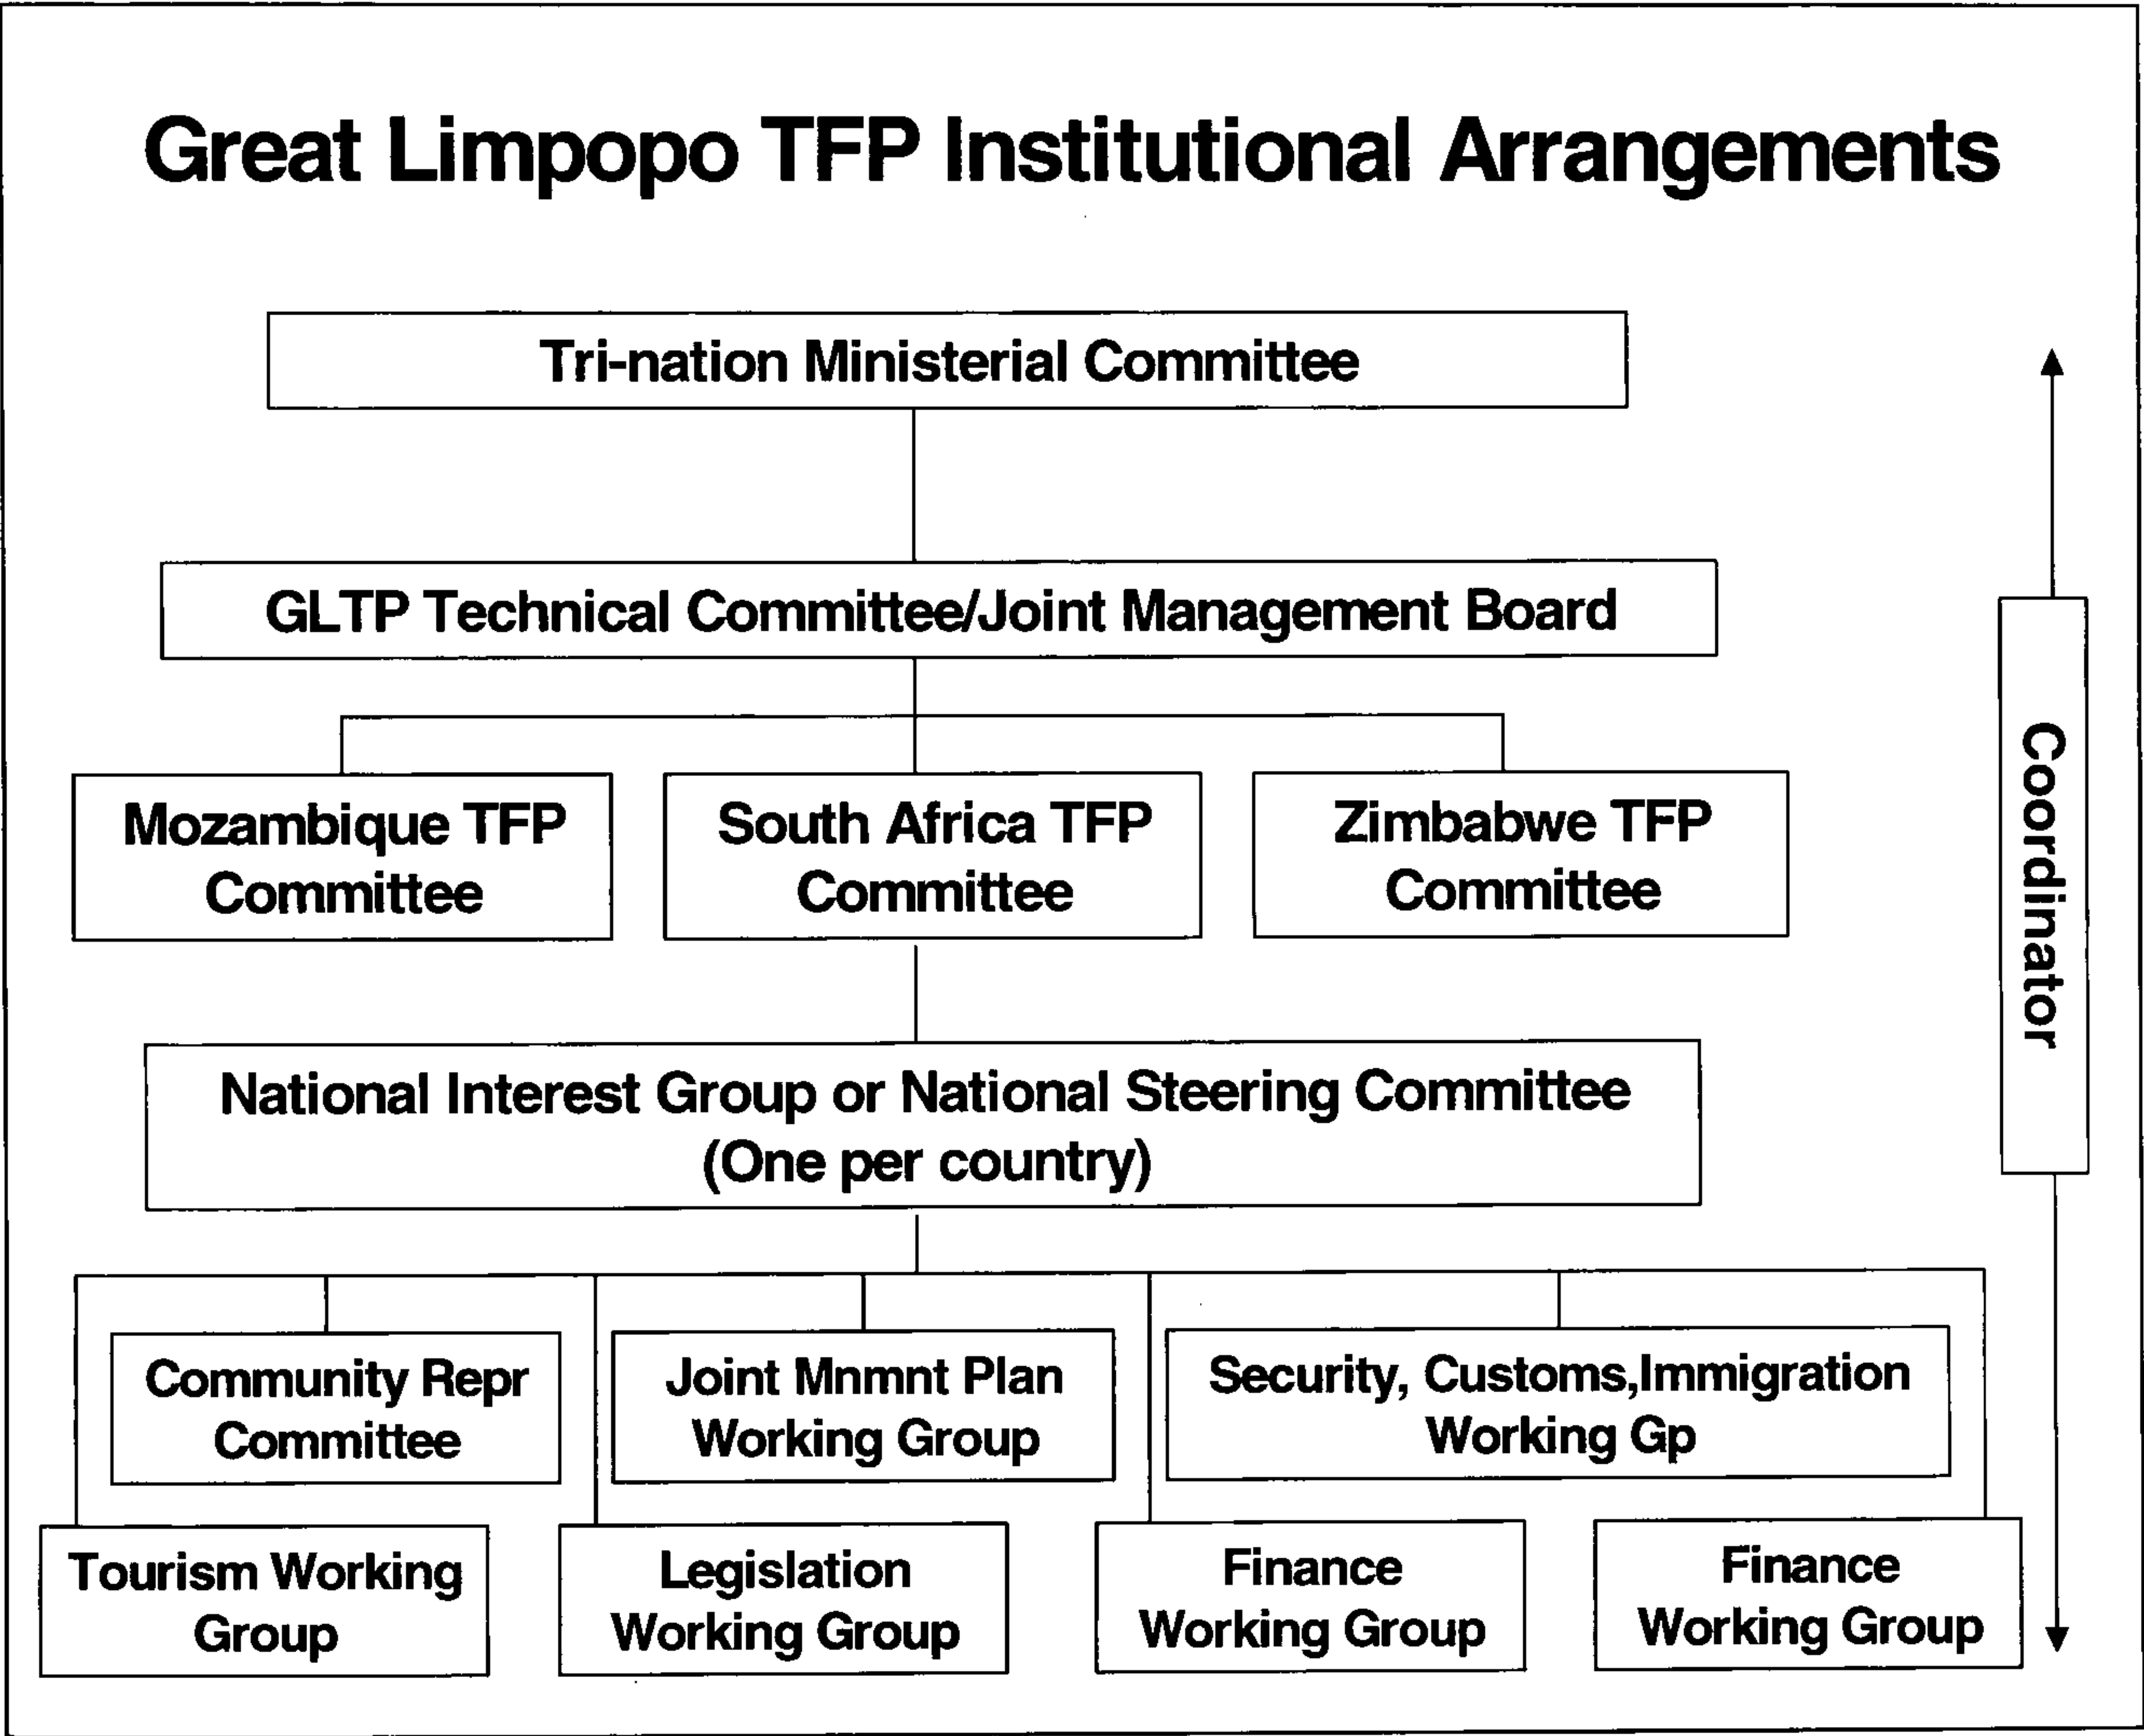 Great Limpopo TFP Institutional Arrangements
Tri-nation Ministerial Committee
GLTP Technical Committee/Joint Management Board
Mozambique TFP
Committee
South Africa TFP
Committee
Zimbabwe TFP
Committee
Coordinator
National Interest Group or National Steering Committee
(One per country)
Community Repr
Committee
Joint Mnmnt Plan
Working Group
Security, Customs,Immigration
Working Gp
Tourism Working
Group
Legislation
Working Group
Finance
Working Group
Finance
Working Group